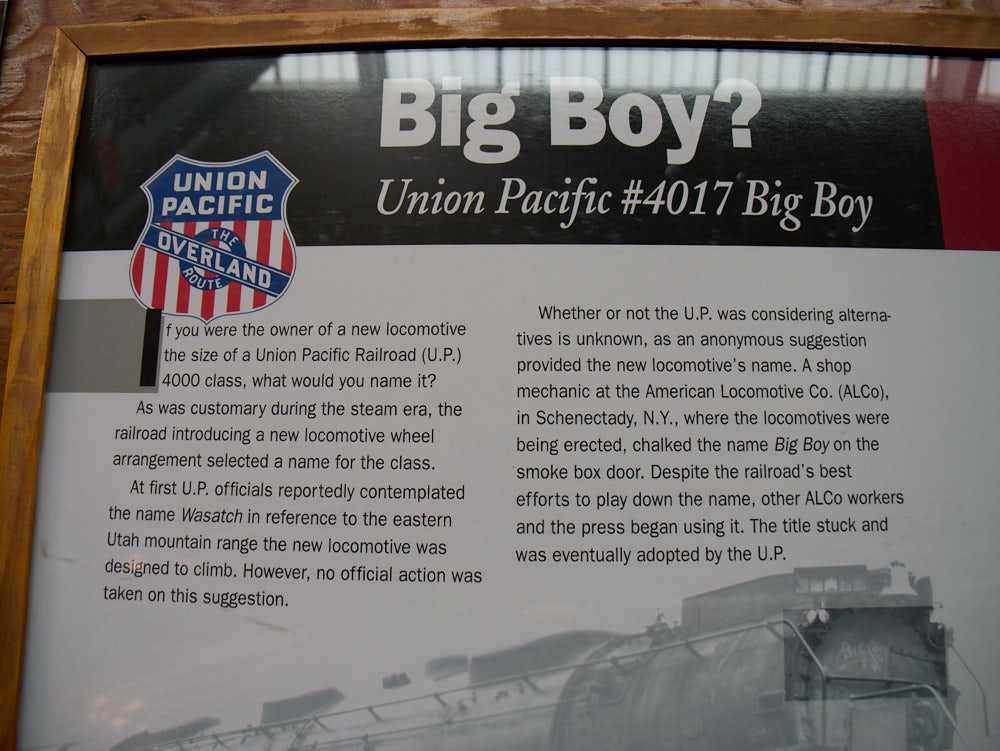 Big Boy?
Union Pacific #4017 Big Boy
UNION
PACIFIC
THE
OVERLAND
ROUTE
If you were the owner of a new locomotive
the size of a Union Pacific Railroad (U.P.)
4000 class, what would you name it?
As was customary during the steam era, the
railroad introducing a new locomotive wheel
arrangement selected a name for the class.
At first U.P. officials reportedly contemplated
the name Wasatch in reference to the eastern
Utah mountain range the new locomotive was
designed to climb. However, no official action was
taken on this suggestion.
Whether or not the U.P. was considering alterna-
tives is unknown, as an anonymous suggestion
provided the new locomotive's name. A shop
mechanic at the American Locomotive Co. (ALCo),
in Schenectady, N.Y., where the locomotives were
being erected, chalked the name Big Boy on the
smoke box door. Despite the railroad's best
efforts to play down the name, other ALCo workers
and the press began using it. The title stuck and
was eventually adopted by the U.P.